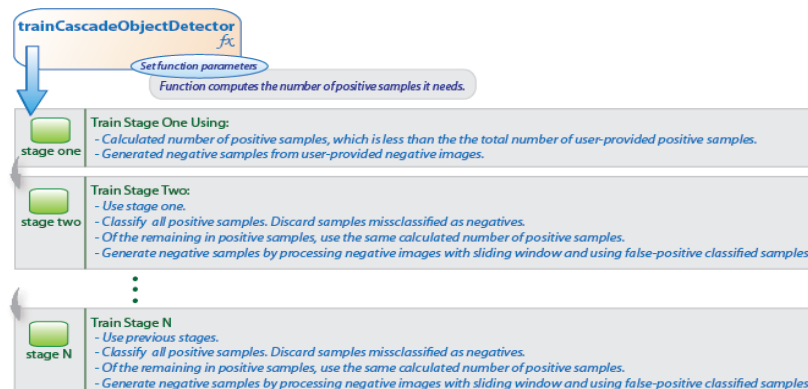 trainCascadeObjectDetector
fx
Set function parameters
Function computes the number of positive samples it needs.
stage one
Train Stage One Using:
- Calculated number of positive samples, which is less than the the total number of user-provided positive samples.
- Generated negative samples from user-provided negative images.
stage two
Train Stage Two:
- Use stage one.
- Classify all positive samples. Discard samples missclassified as negatives.
- Of the remaining in positive samples, use the same calculated number of positive samples.
- Generate negative samples by processing negative images with sliding window and using false-positive classified samples
stage N
Train Stage N
- Use previous stages.
- Classify all positive samples. Discard samples missclassified as negatives.
- Of the remaining in positive samples, use the same calculated number of positive samples.
- Generate negative samples by processing negative images with sliding window and using false-positive classified samples